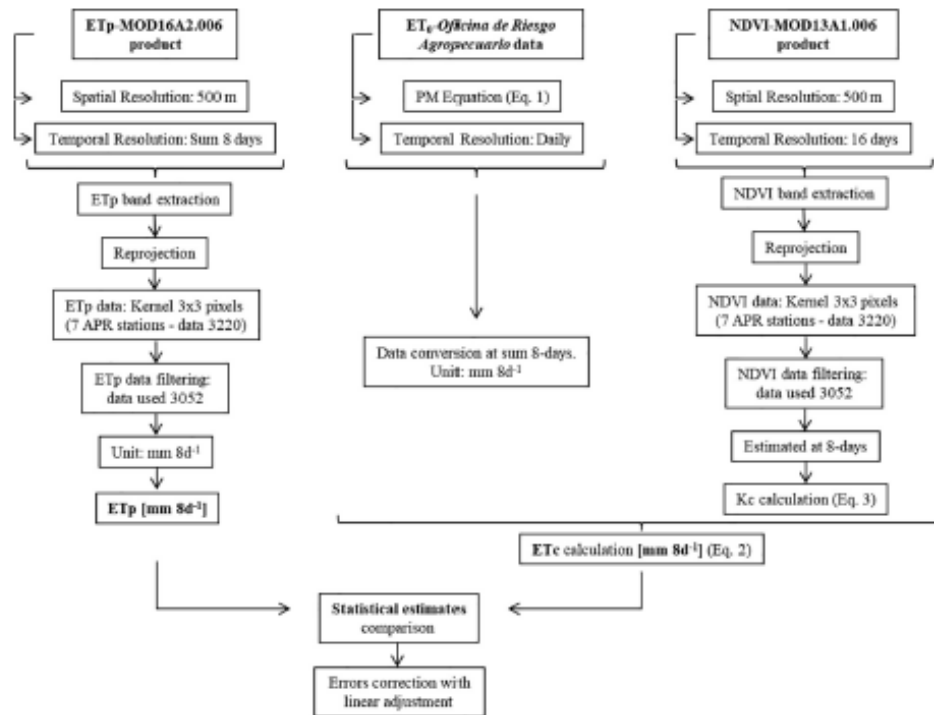 ETp-MOD16A2.006
product
Spatial Resolution: 500 m
Temporal Resolution: Sum 8 days
ETp band extraction
Reprojection
ETp data: Kernel 3x3 pixels
(7 APR stations - data 3220)
ETp data filtering:
data used 3052
Unit: mm 8d⁻¹
ETp [mm 8d⁻¹]
ET₀-Oficina de Riesgo
Agropecuario data
PM Equation (Eq. 1)
Temporal Resolution: Daily
Data conversion at sum 8-days.
Unit: mm 8d⁻¹
NDVI-MOD13A1.006
product
Sptial Resolution: 500 m
Temporal Resolution: 16 days
NDVI band extraction
Reprojection
NDVI data: Kernel 3x3 pixels
(7 APR stations - data 3220)
NDVI data filtering:
data used 3052
Estimated at 8-days
Kc calculation (Eq. 3)
ETc calculation [mm 8d⁻¹] (Eq. 2)
Statistical estimates
comparison
Errors correction with
linear adjustment